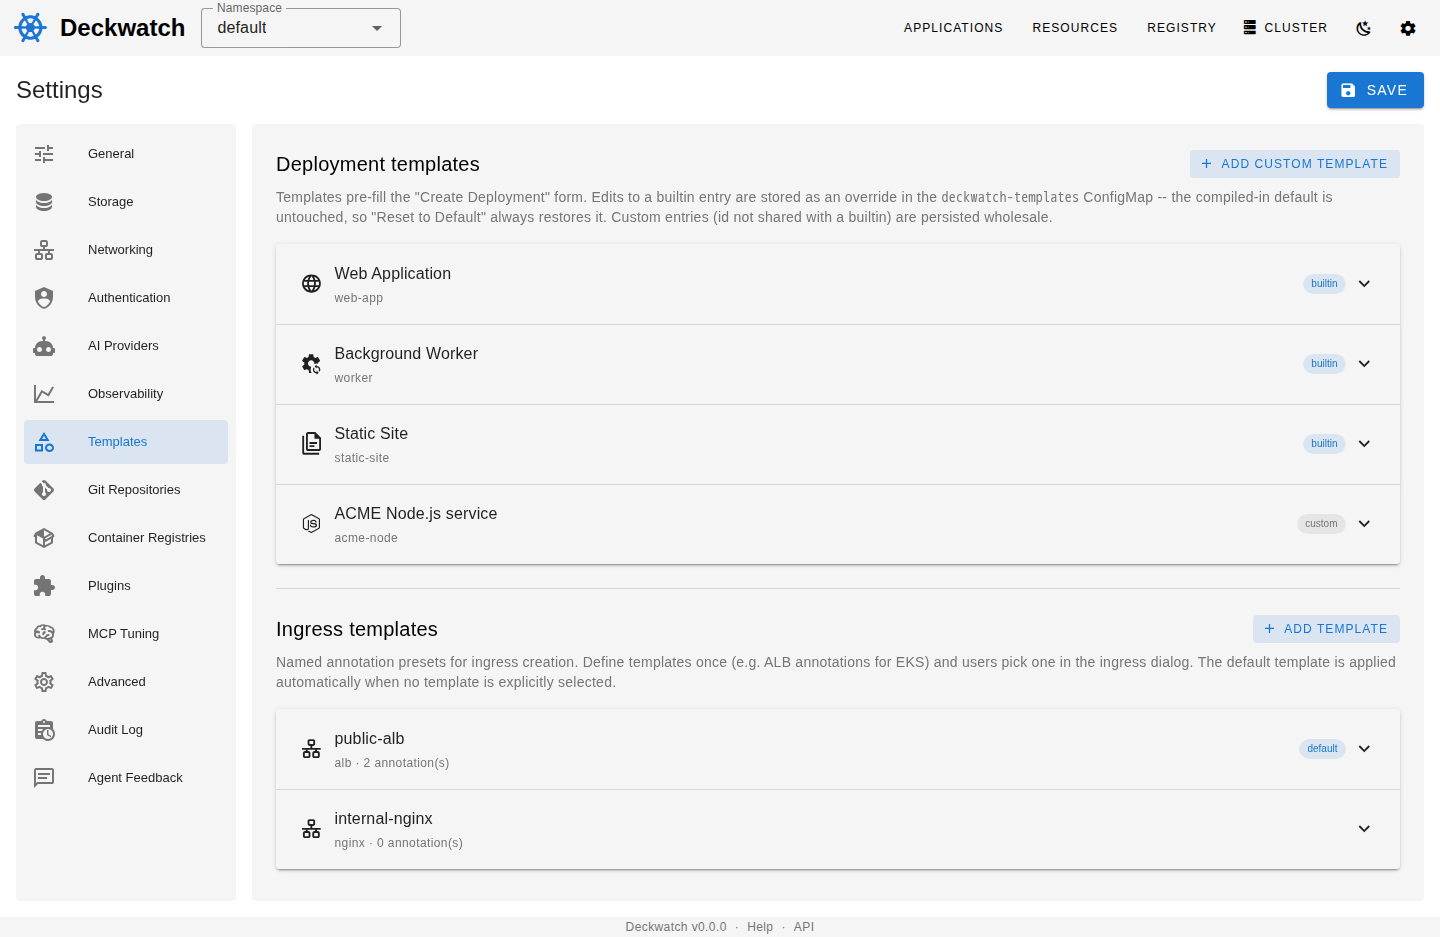 Deckwatch
Namespace
default
APPLICATIONS
RESOURCES
REGISTRY
CLUSTER
Settings
SAVE
General
Storage
Networking
Authentication
AI Providers
Observability
Templates
Git Repositories
Container Registries
Plugins
MCP Tuning
Advanced
Audit Log
Agent Feedback
Deployment templates
ADD CUSTOM TEMPLATE
Templates pre-fill the "Create Deployment" form. Edits to a builtin entry are stored as an override in the deckwatch-templates ConfigMap -- the compiled-in default is
untouched, so "Reset to Default" always restores it. Custom entries (id not shared with a builtin) are persisted wholesale.
Web Application
web-app
builtin
Background Worker
worker
builtin
Static Site
static-site
builtin
ACME Node.js service
acme-node
custom
Ingress templates
ADD TEMPLATE
Named annotation presets for ingress creation. Define templates once (e.g. ALB annotations for EKS) and users pick one in the ingress dialog. The default template is applied
automatically when no template is explicitly selected.
public-alb
alb · 2 annotation(s)
default
internal-nginx
nginx · 0 annotation(s)
Deckwatch v0.0.0 · Help · API